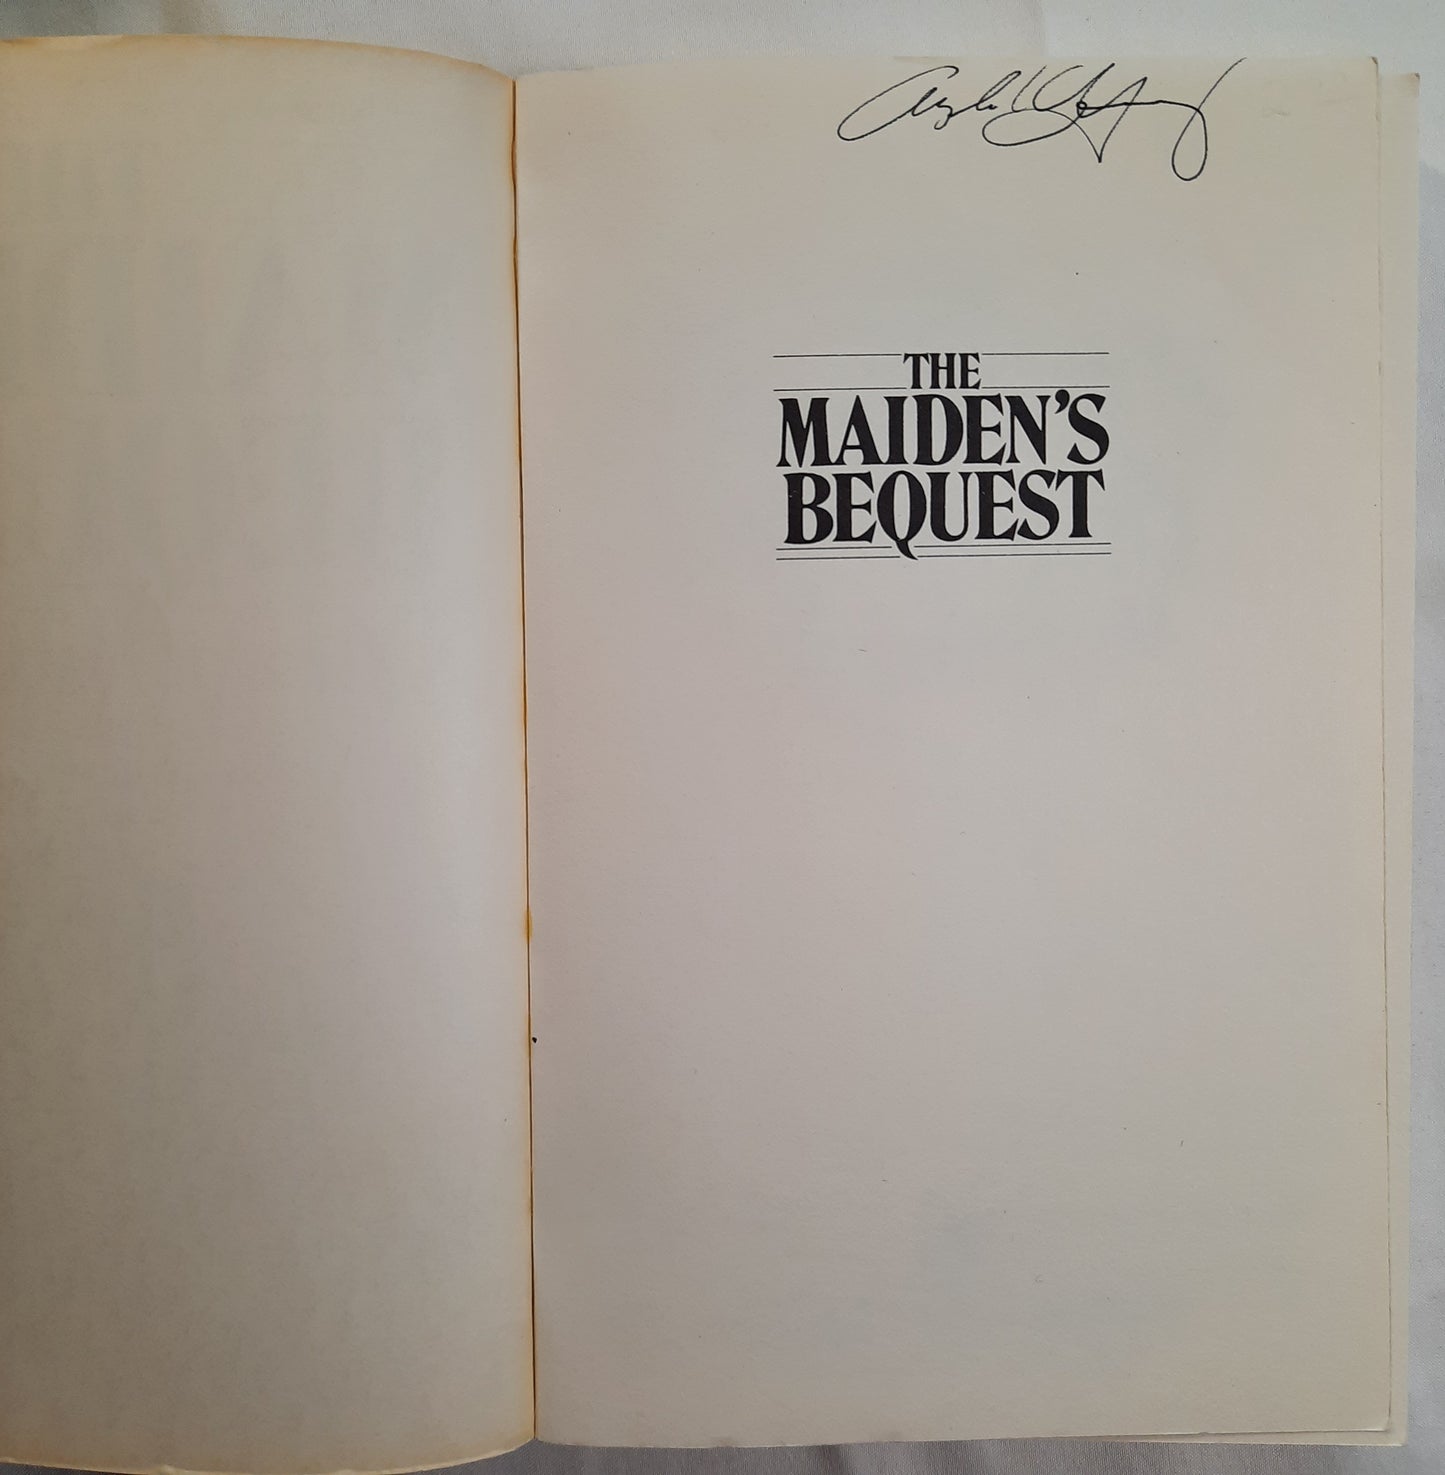 THE
MAIDEN'S
BEQUEST